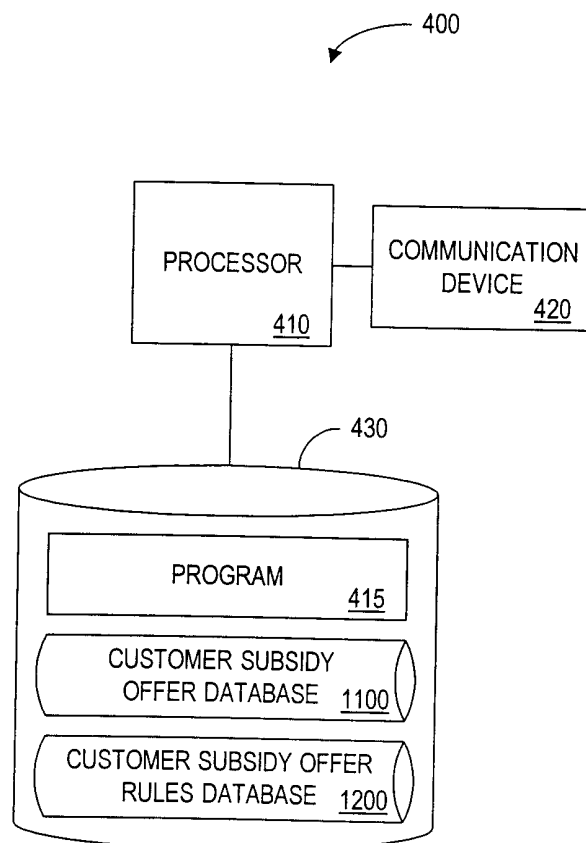 400
PROCESSOR
410
COMMUNICATION
DEVICE
420
430
PROGRAM
415
CUSTOMER SUBSIDY
OFFER DATABASE
1100
CUSTOMER SUBSIDY OFFER
RULES DATABASE
1200